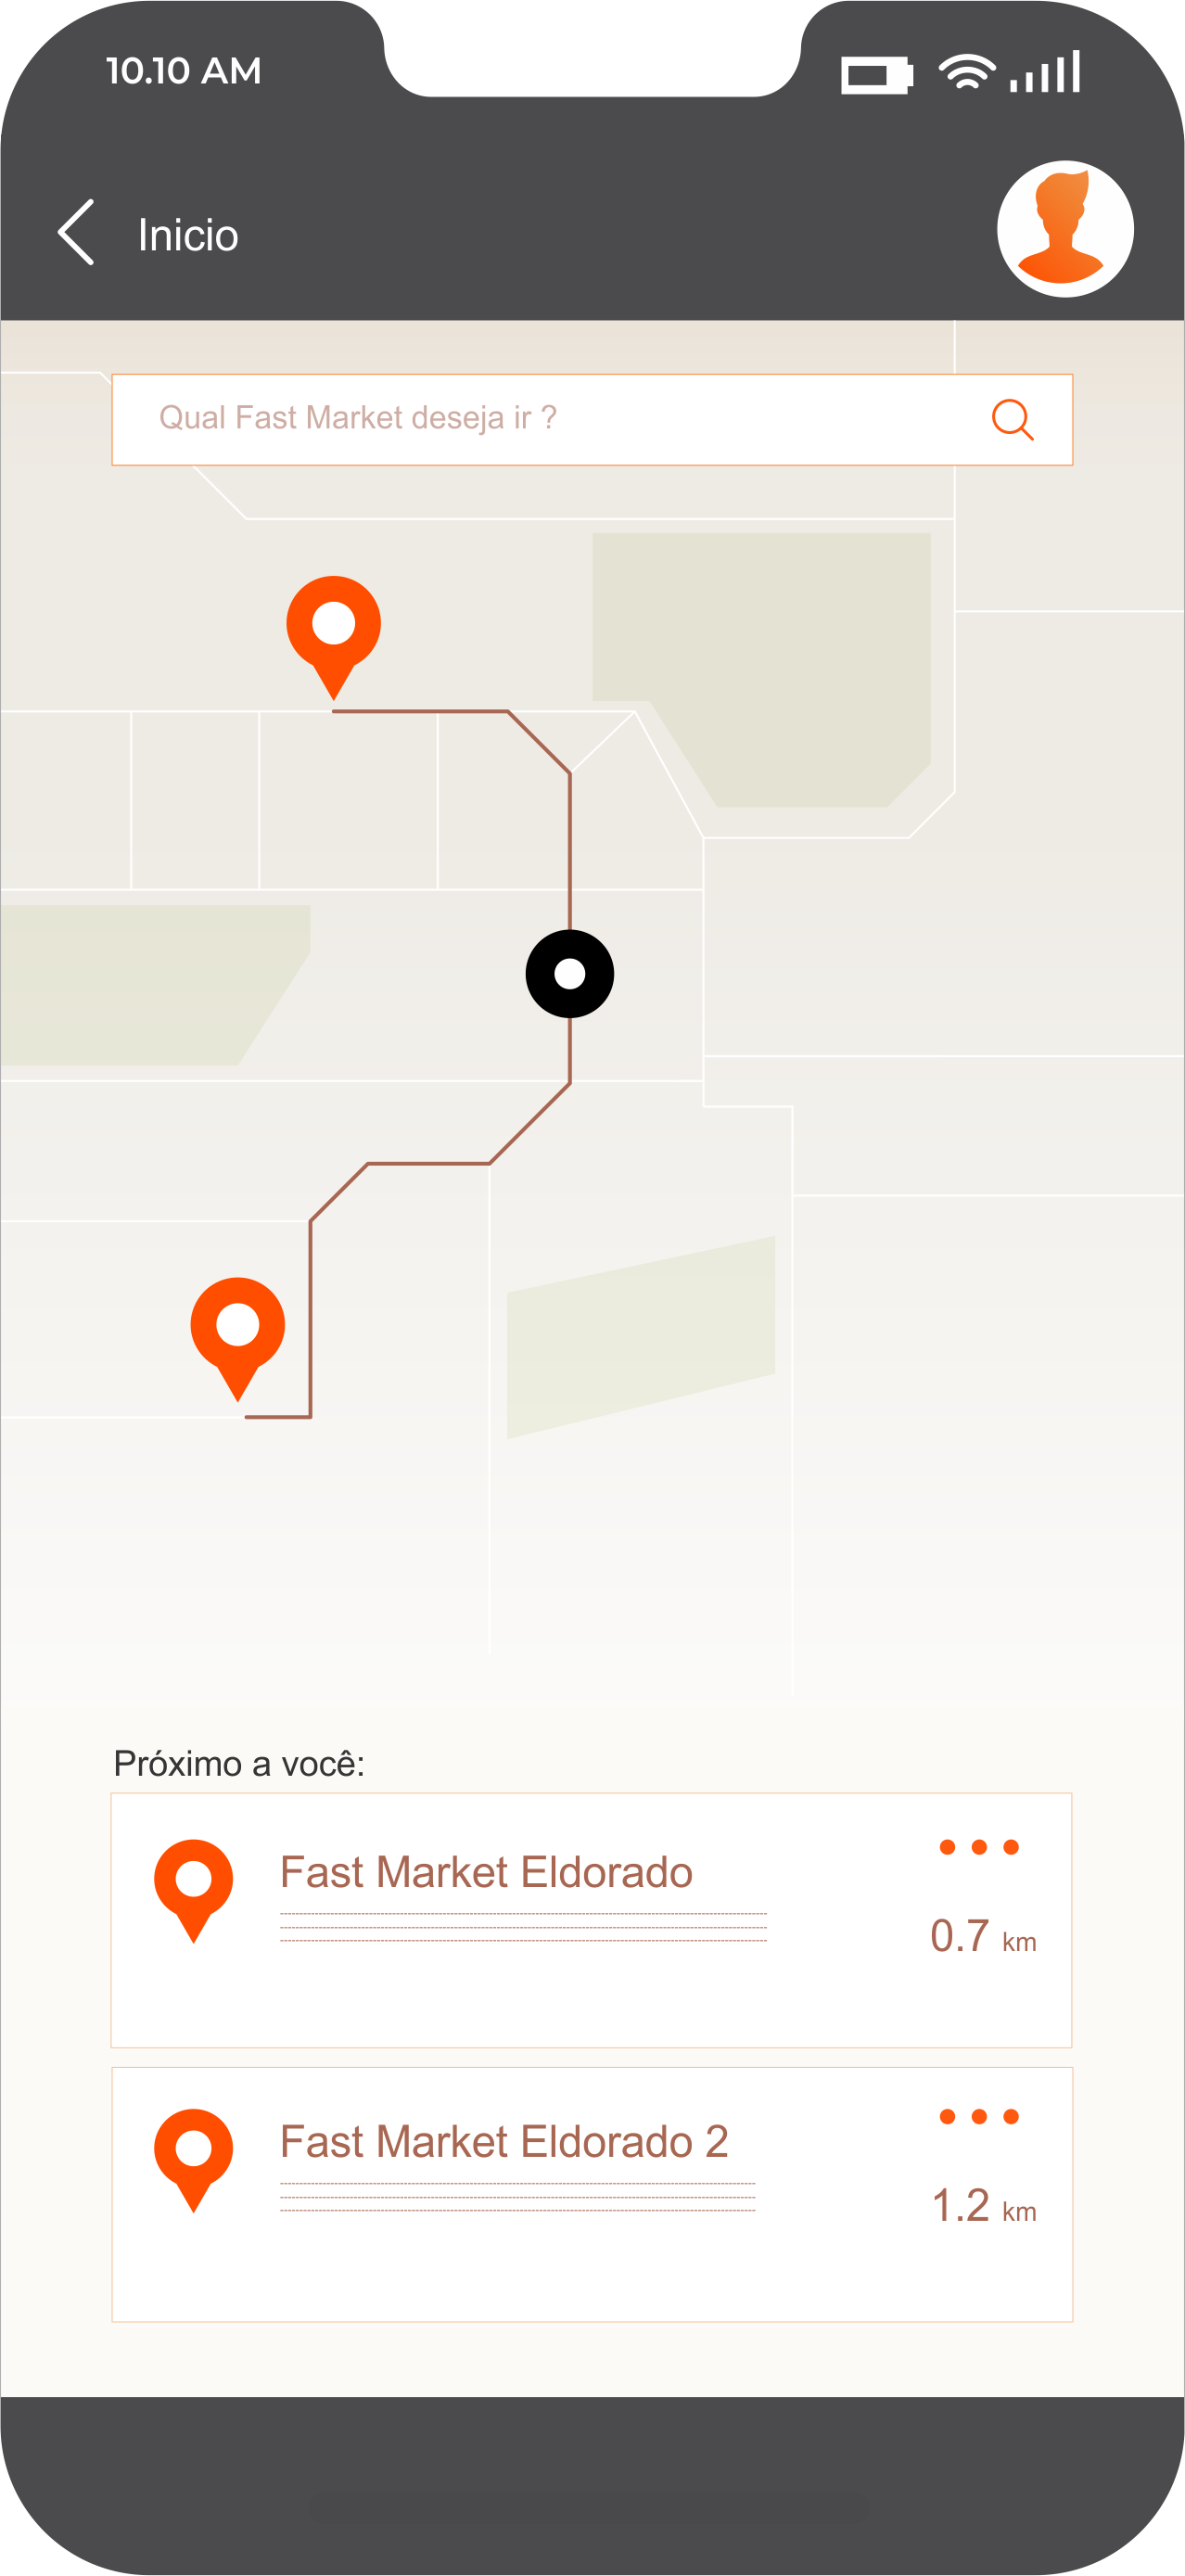 10.10 AM
Inicio
Qual Fast Market deseja ir ?
Próximo a você:
Fast Market Eldorado
0.7 km
Fast Market Eldorado 2
1.2 km